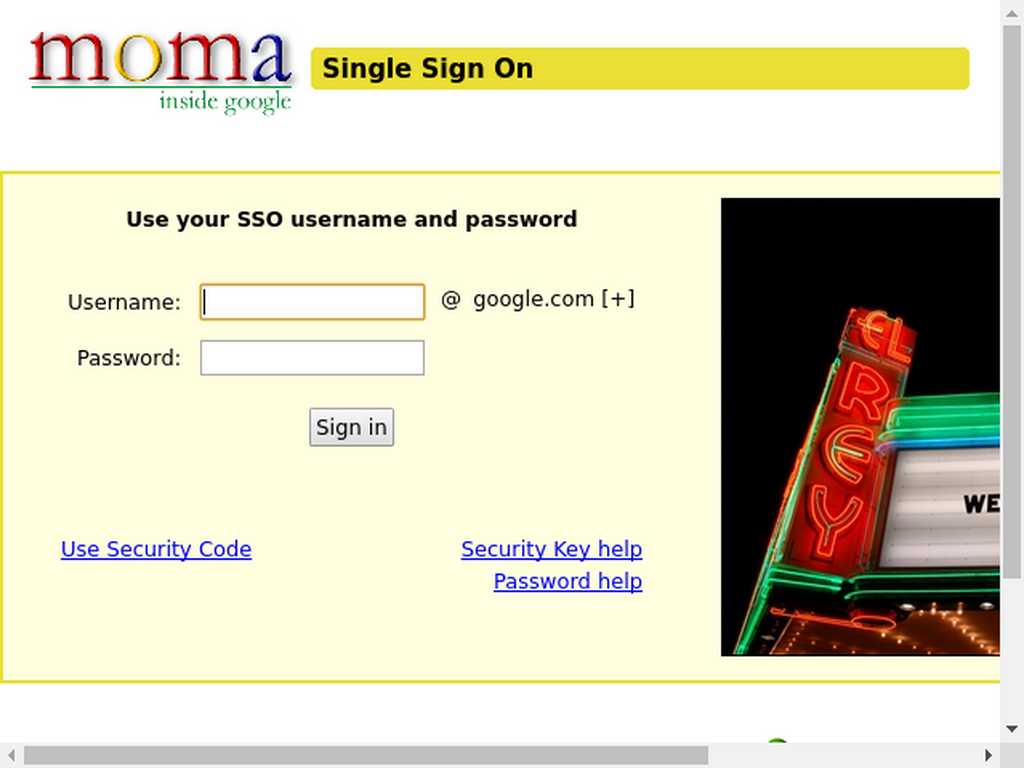 moma
inside google
Single Sign On
Use your SSO username and password
Username:
@ google.com [+]
Password:
Sign in
Use Security Code
Security Key help
Password help
EL
REY
WE